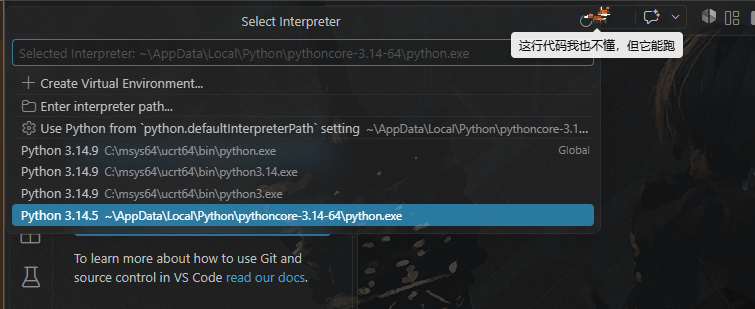 Select Interpreter
这行代码我也不懂，但它能跑
Selected Interpreter: ~\AppData\Local\Python\pythoncore-3.14-64\python.exe
Create Virtual Environment...
Enter interpreter path...
Use Python from `python.defaultInterpreterPath` setting ~\AppData\Local\Python\pythoncore-3.1...
Python 3.14.9 C:\msys64\ucrt64\bin\python.exe Global
Python 3.14.9 C:\msys64\ucrt64\bin\python3.14.exe
Python 3.14.9 C:\msys64\ucrt64\bin\python3.exe
Python 3.14.5 ~\AppData\Local\Python\pythoncore-3.14-64\python.exe
To learn more about how to use Git and
source control in VS Code read our docs.